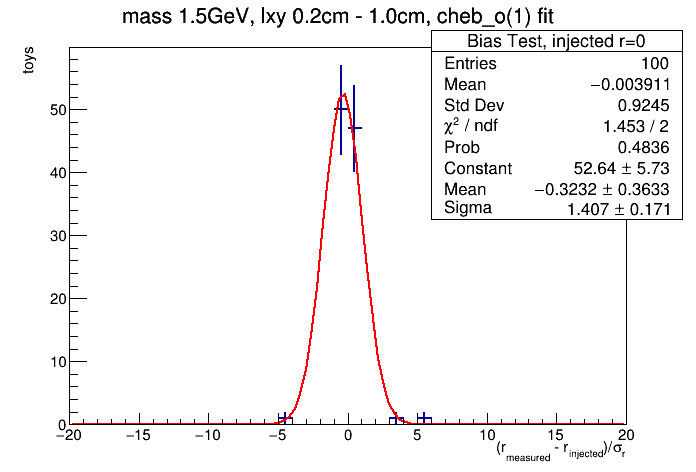 mass 1.5GeV, lxy 0.2cm - 1.0cm, cheb_o(1) fit
toys
Bias Test, injected r=0
Entries 100
Mean −0.003911
Std Dev 0.9245
χ² / ndf 1.453 / 2
Prob 0.4836
Constant 52.64 ± 5.73
Mean −0.3232 ± 0.3633
Sigma 1.407 ± 0.171
50
40
30
20
10
0
−20 −15 −10 −5 0 5 10 15 20
(r_measured - r_injected)/σ_r